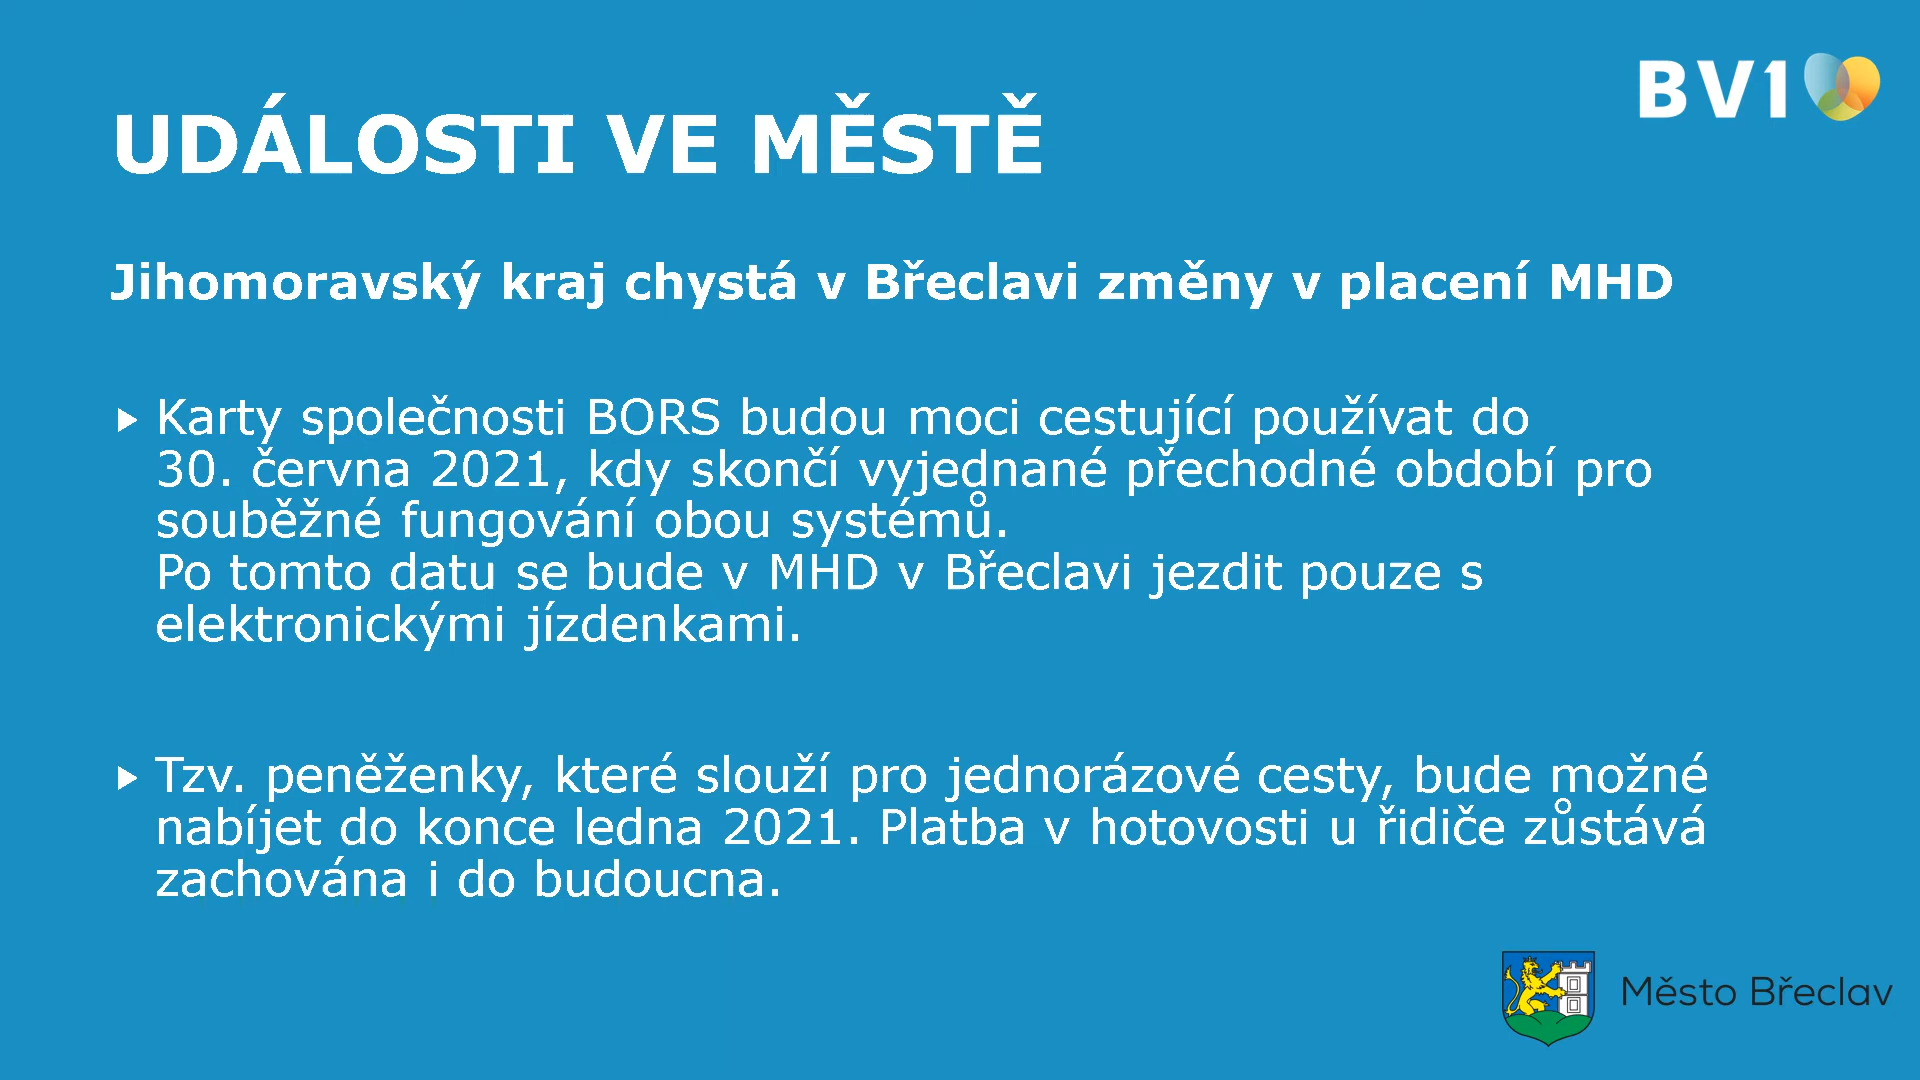 BV1
UDÁLOSTI VE MĚSTĚ
Jihomoravský kraj chystá v Břeclavi změny v placení MHD
Karty společnosti BORS budou moci cestující používat do
30. června 2021, kdy skončí vyjednané přechodné období pro
souběžné fungování obou systémů.
Po tomto datu se bude v MHD v Břeclavi jezdit pouze s
elektronickými jízdenkami.
Tzv. peněženky, které slouží pro jednorázové cesty, bude možné
nabíjet do konce ledna 2021. Platba v hotovosti u řidiče zůstává
zachována i do budoucna.
Město Břeclav